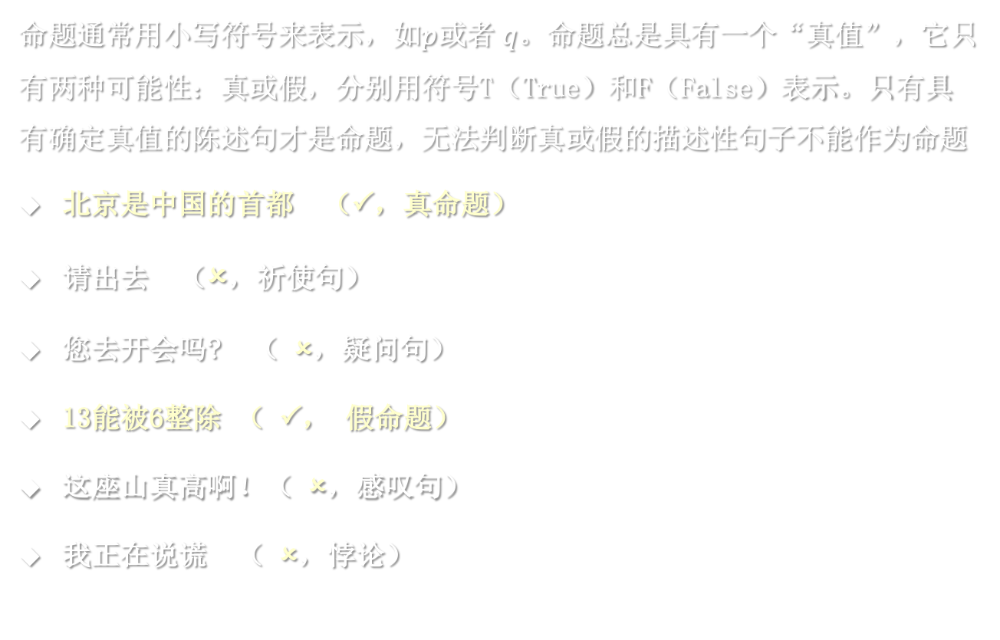 命题通常用小写符号来表示，如p或者 q。命题总是具有一个“真值”，它只
有两种可能性：真或假，分别用符号T（True）和F（False）表示。只有具
有确定真值的陈述句才是命题，无法判断真或假的描述性句子不能作为命题
◆ 北京是中国的首都 （✓，真命题）
◆ 请出去 （×，祈使句）
◆ 您去开会吗? （ ×，疑问句）
◆ 13能被6整除 （ ✓， 假命题）
◆ 这座山真高啊! （ ×，感叹句）
◆ 我正在说谎 （ ×，悖论）